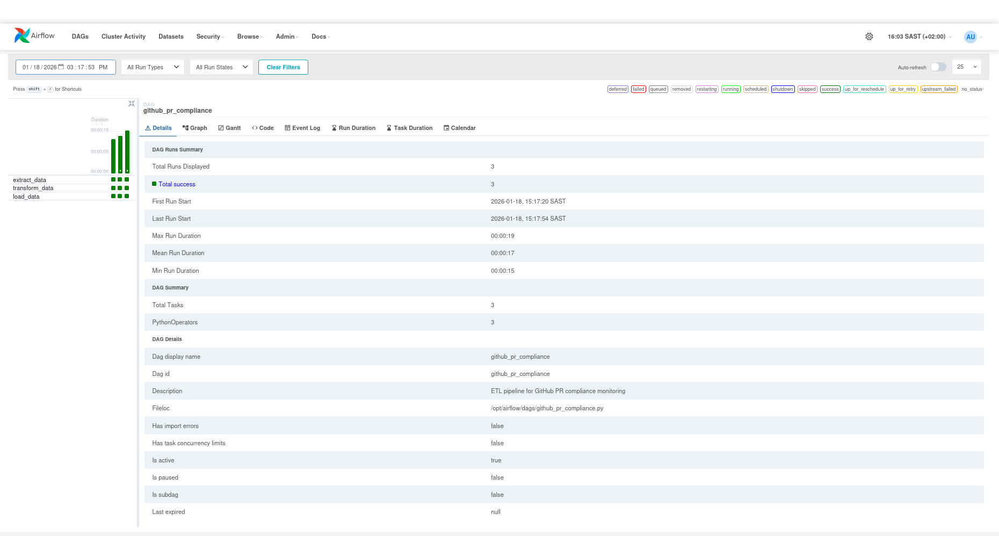 Airflow DAGs Cluster Activity Datasets Security Browse Admin Docs 16:03 SAST (+02:00) AU
01 / 18 / 2026 03 : 17 : 53 PM All Run Types All Run States Clear Filters Auto-refresh 25
Press shift + / for Shortcuts deferred failed queued removed restarting running scheduled shutdown skipped success up_for_reschedule up_for_retry upstream_failed no_status
Duration
00:00:19
00:00:09
00:00:00
extract_data
transform_data
load_data
DAG
github_pr_compliance
Details Graph Gantt Code Event Log Run Duration Task Duration Calendar
DAG Runs Summary
Total Runs Displayed 3
Total success 3
First Run Start 2026-01-18, 15:17:20 SAST
Last Run Start 2026-01-18, 15:17:54 SAST
Max Run Duration 00:00:19
Mean Run Duration 00:00:17
Min Run Duration 00:00:15
DAG Summary
Total Tasks 3
PythonOperators 3
DAG Details
Dag display name github_pr_compliance
Dag id github_pr_compliance
Description ETL pipeline for GitHub PR compliance monitoring
Fileloc /opt/airflow/dags/github_pr_compliance.py
Has import errors false
Has task concurrency limits false
Is active true
Is paused false
Is subdag false
Last expired null